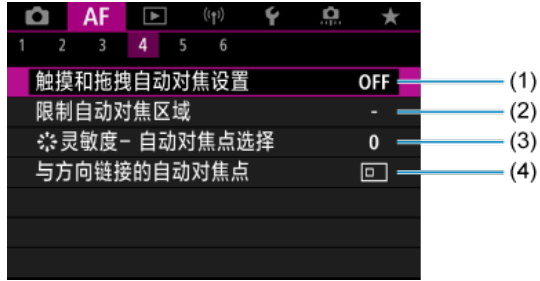 AF
1 2 3 4 5 6
触摸和拖拽自动对焦设置 OFF (1)
限制自动对焦区域 - (2)
灵敏度- 自动对焦点选择 0 (3)
与方向链接的自动对焦点 (4)